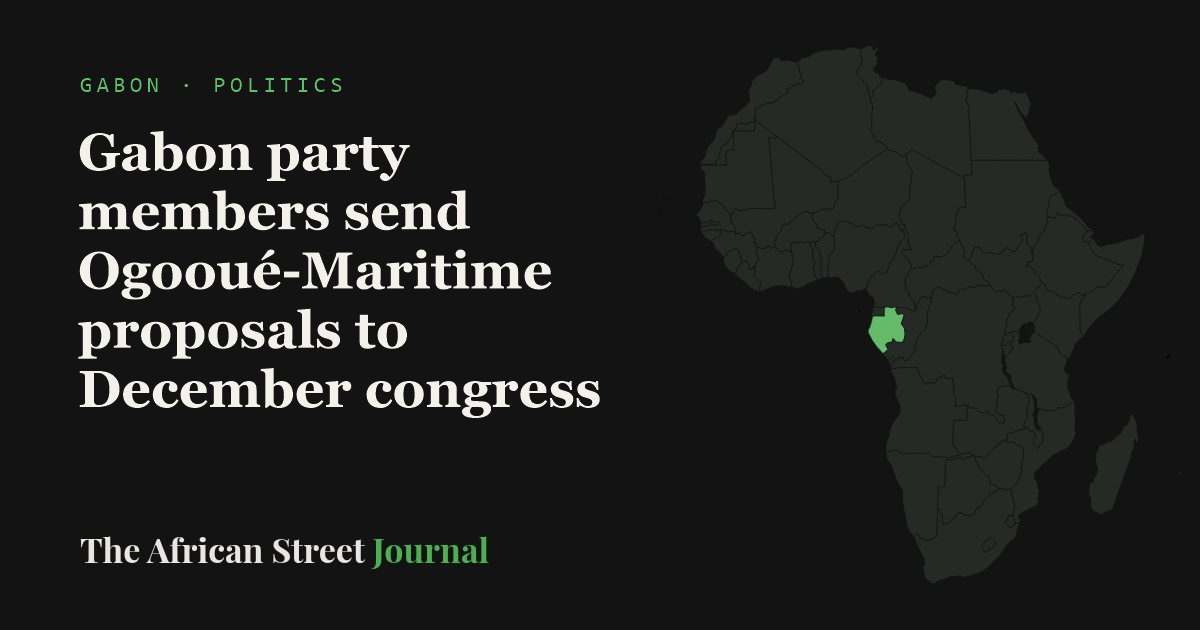 GABON · POLITICS
Gabon party
members send
Ogooué-Maritime
proposals to
December congress
The African Street Journal